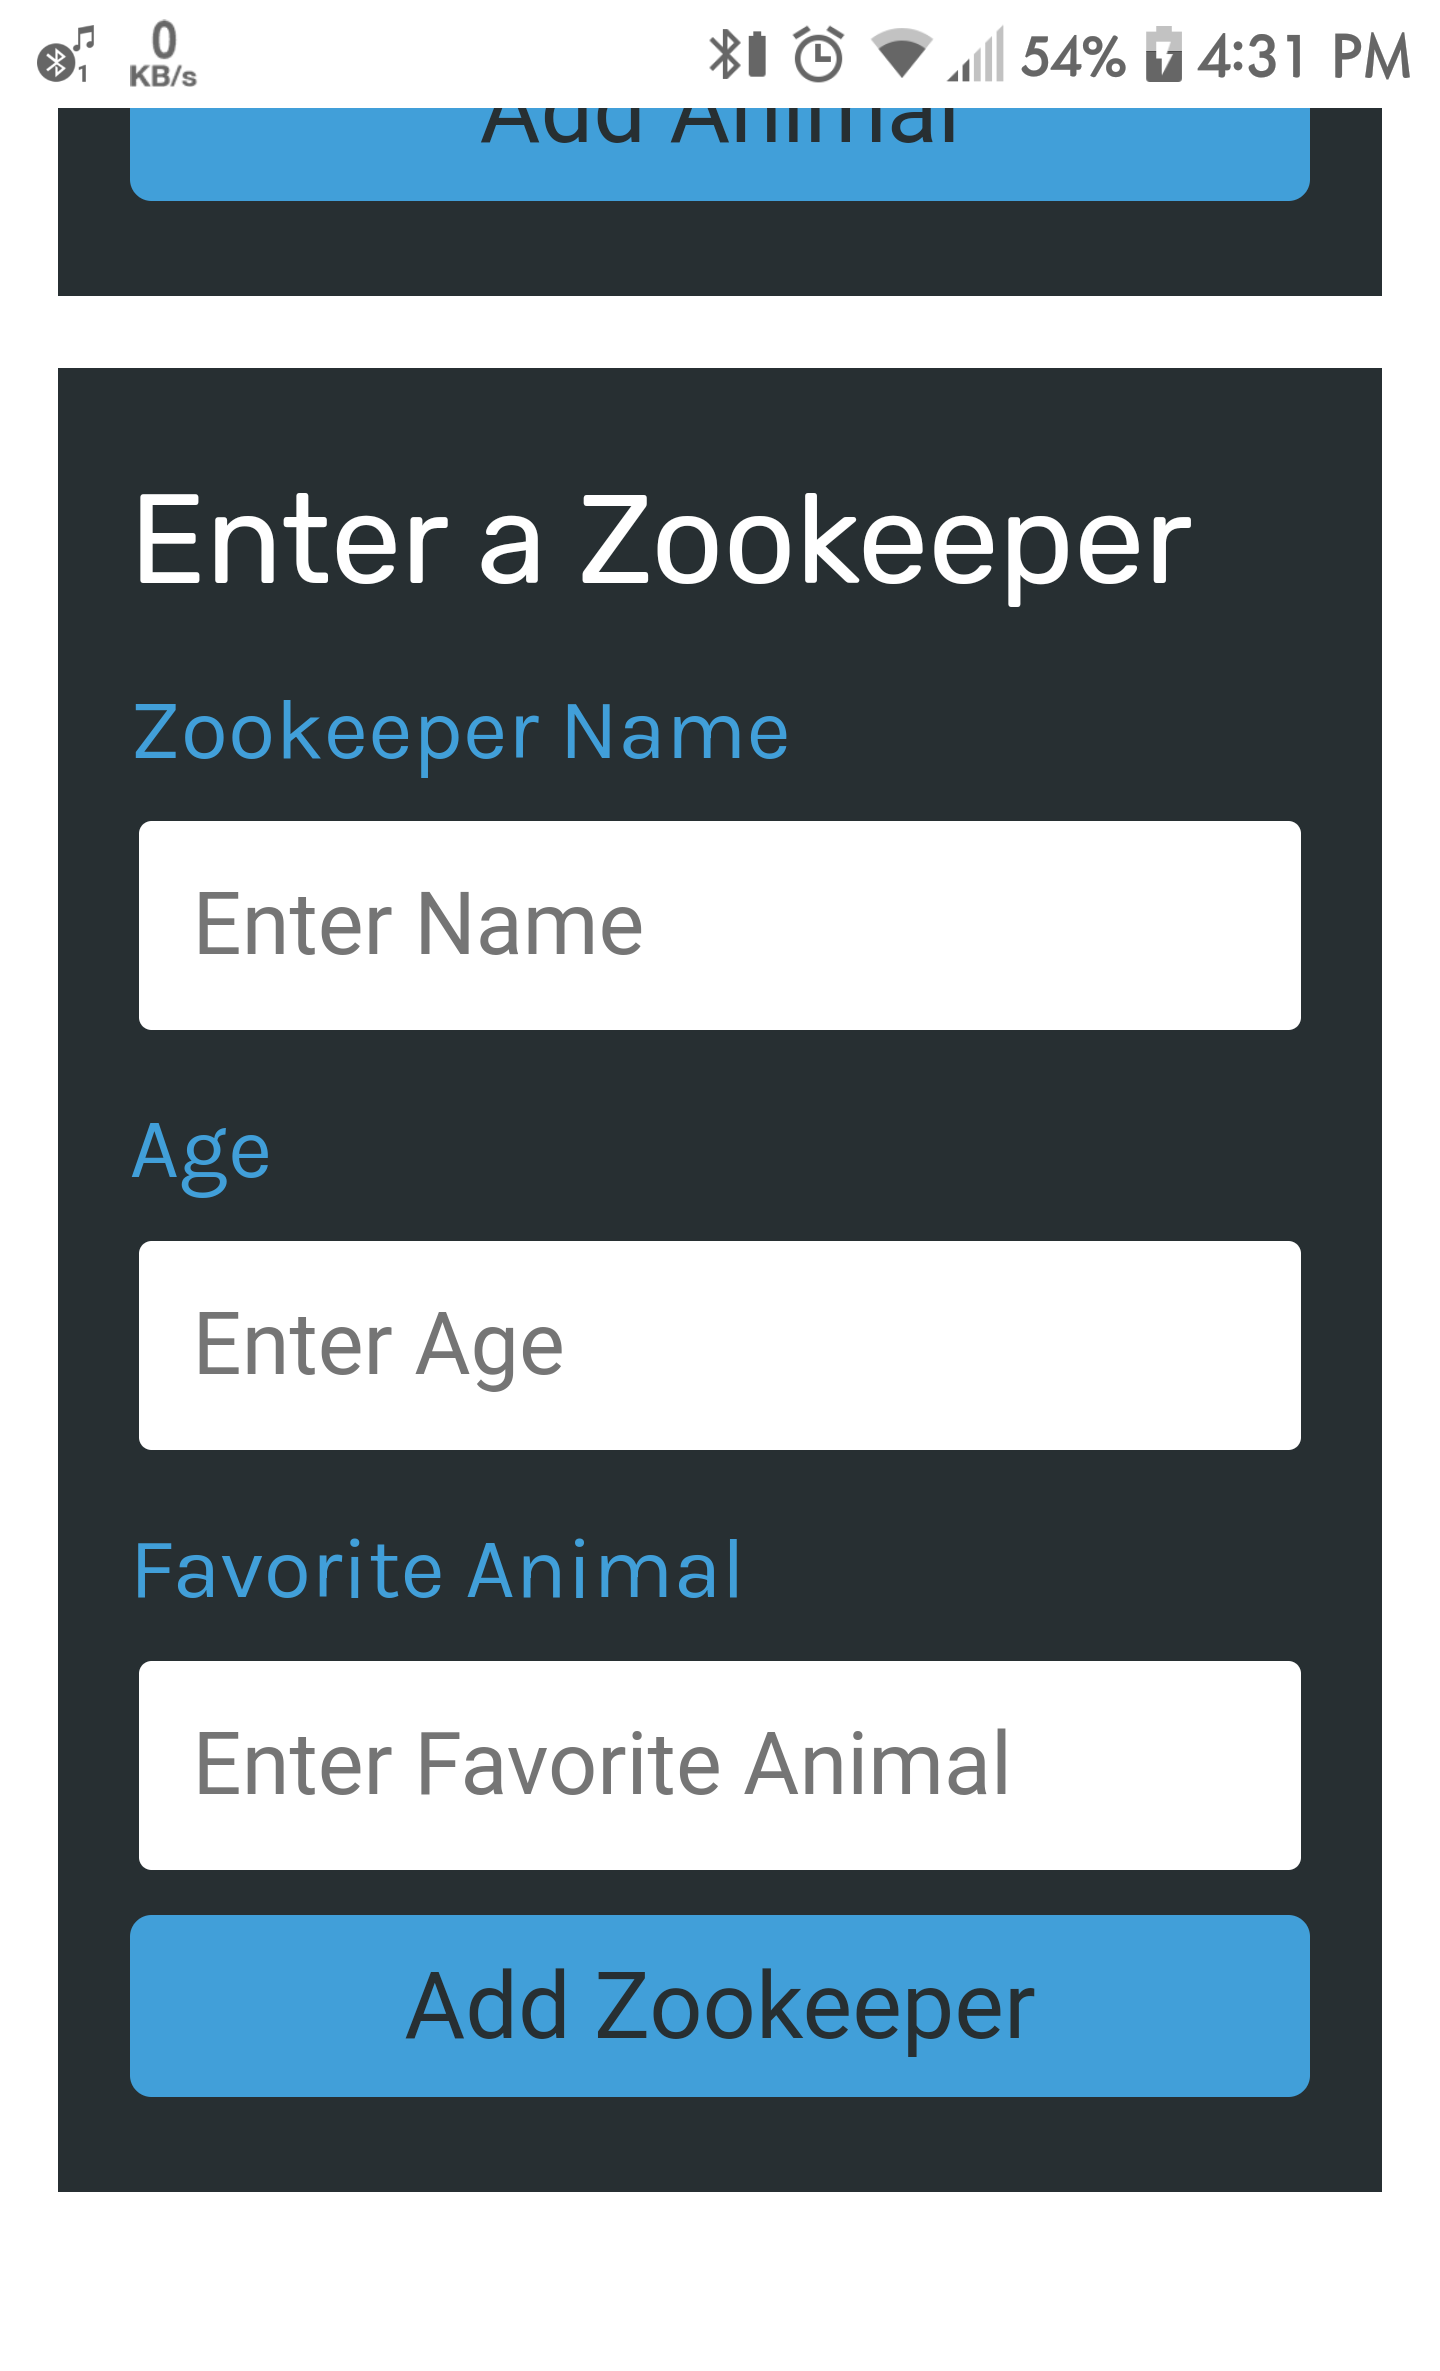 1 0 KB/s 54% 4:31 PM
Add Animal
Enter a Zookeeper
Zookeeper Name
Enter Name
Age
Enter Age
Favorite Animal
Enter Favorite Animal
Add Zookeeper